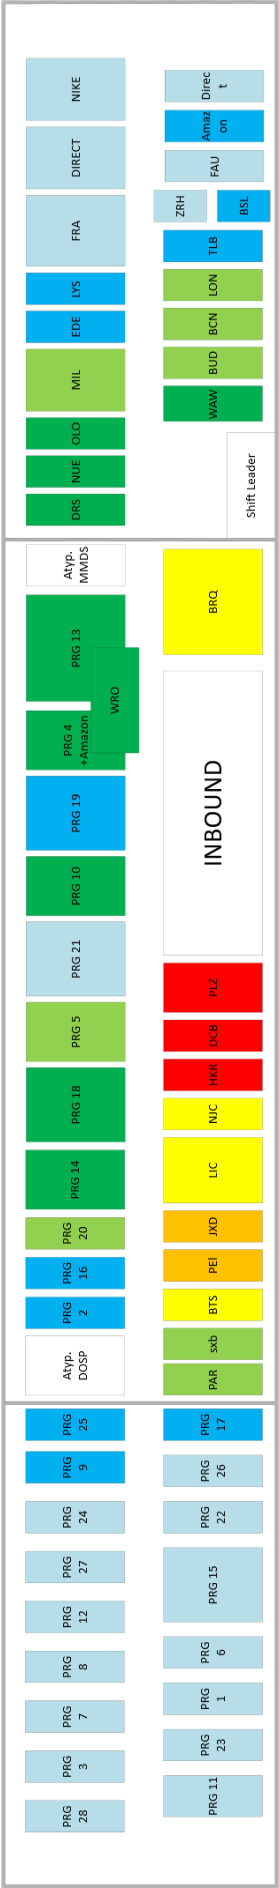 NIKE
DIRECT
FRA
LYS
EDE
MIL
OLO
NUE
DRS
Direc
t
Amaz
on
FAU
ZRH
BSL
TLB
LON
BCN
BUD
WAW
Shift Leader
Atyp.
MMDS
PRG 13
WRO
PRG 4
+Amazon
PRG 19
PRG 10
PRG 21
PRG 5
PRG 18
PRG 14
PRG
20
PRG
16
PRG
2
Atyp.
DOSP
BRQ
INBOUND
PLZ
DCB
HKR
NJC
LIC
JXD
PEI
BTS
sxb
PAR
PRG
25
PRG
9
PRG
24
PRG
27
PRG
12
PRG
8
PRG
7
PRG
3
PRG
28
PRG
17
PRG
26
PRG
22
PRG 15
PRG
6
PRG
1
PRG
23
PRG 11